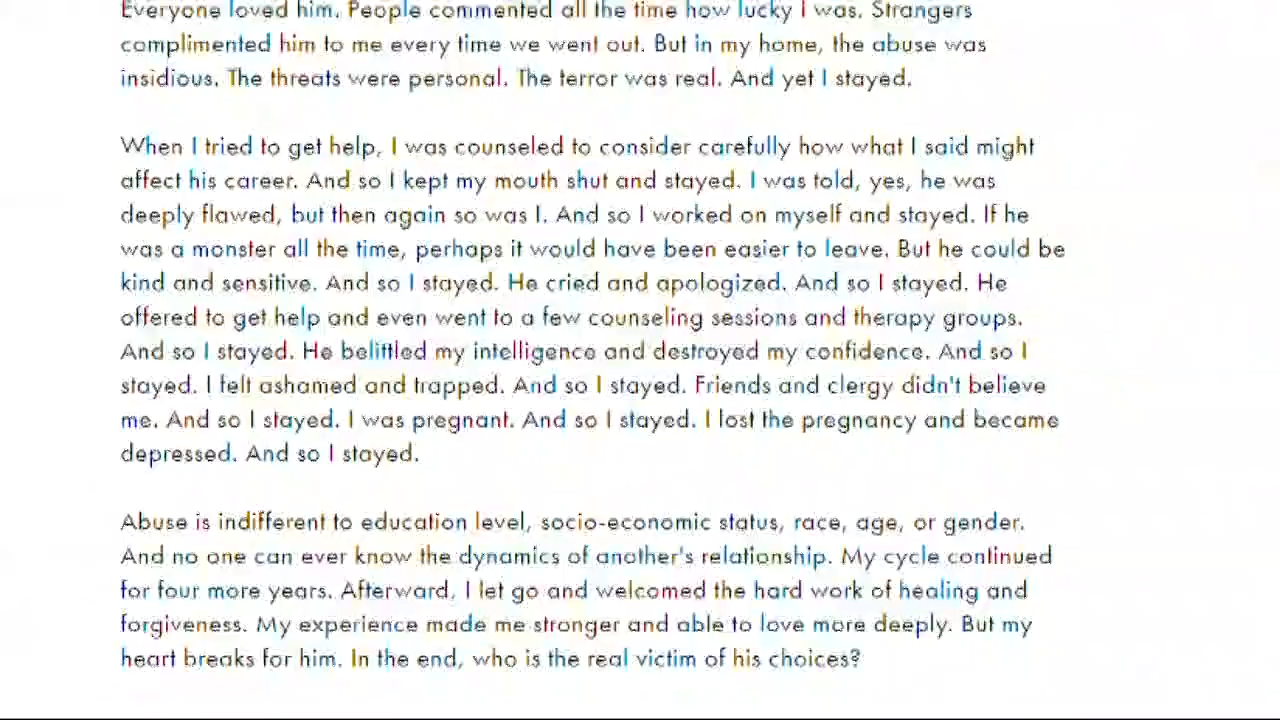 Everyone loved him. People commented all the time how lucky I was. Strangers
complimented him to me every time we went out. But in my home, the abuse was
insidious. The threats were personal. The terror was real. And yet I stayed.
When I tried to get help, I was counseled to consider carefully how what I said might
affect his career. And so I kept my mouth shut and stayed. I was told, yes, he was
deeply flawed, but then again so was I. And so I worked on myself and stayed. If he
was a monster all the time, perhaps it would have been easier to leave. But he could be
kind and sensitive. And so I stayed. He cried and apologized. And so I stayed. He
offered to get help and even went to a few counseling sessions and therapy groups.
And so I stayed. He belittled my intelligence and destroyed my confidence. And so I
stayed. I felt ashamed and trapped. And so I stayed. Friends and clergy didn't believe
me. And so I stayed. I was pregnant. And so I stayed. I lost the pregnancy and became
depressed. And so I stayed.
Abuse is indifferent to education level, socio-economic status, race, age, or gender.
And no one can ever know the dynamics of another's relationship. My cycle continued
for four more years. Afterward, I let go and welcomed the hard work of healing and
forgiveness. My experience made me stronger and able to love more deeply. But my
heart breaks for him. In the end, who is the real victim of his choices?